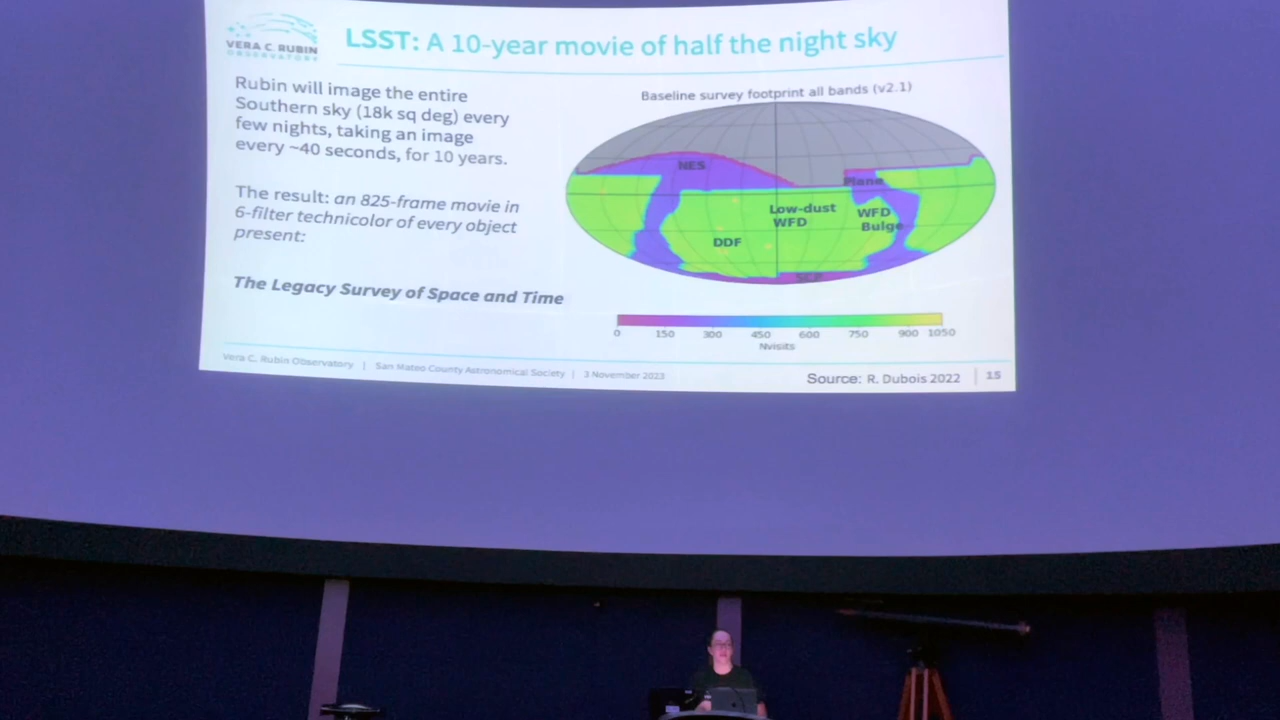 VERA C. RUBIN
OBSERVATORY
LSST: A 10-year movie of half the night sky
Rubin will image the entire
Southern sky (18k sq deg) every
few nights, taking an image
every ~40 seconds, for 10 years.
The result: an 825-frame movie in
6-filter technicolor of every object
present:
The Legacy Survey of Space and Time
Baseline survey footprint all bands (v2.1)
NES
Plane
Low-dust
WFD
WFD
Bulge
DDF
SCP
0 150 300 450 600 750 900 1050
Nvisits
Vera C. Rubin Observatory | San Mateo County Astronomical Society | 3 November 2023
Source: R. Dubois 2022 | 15